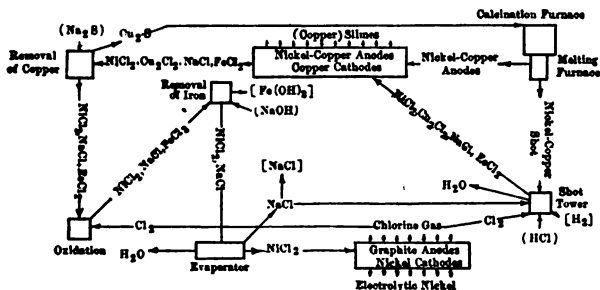 Calcination Furnace
(Na2S)
Cu2S
(Copper) Slimes
Removal of Copper
NiCl2, Cu2Cl2, NaCl, FeCl2
Nickel-Copper Anodes
Copper Cathodes
Nickel-Copper Anodes
Melting Furnace
Removal of Iron
[Fe(OH)3]
(NaOH)
NiCl2, NaCl, FeCl2
NiCl2, NaCl, FeCl3
NiCl2, NaCl
NiCl2, Cu2Cl2, NaCl, FeCl2
Nickel-Copper Shot
[NaCl]
NaCl
H2O
Shot Tower
[H2]
(HCl)
Cl2
Chlorine Gas
Cl2
Oxidation
H2O
Evaporator
NiCl2
Graphite Anodes
Nickel Cathodes
Electrolytic Nickel